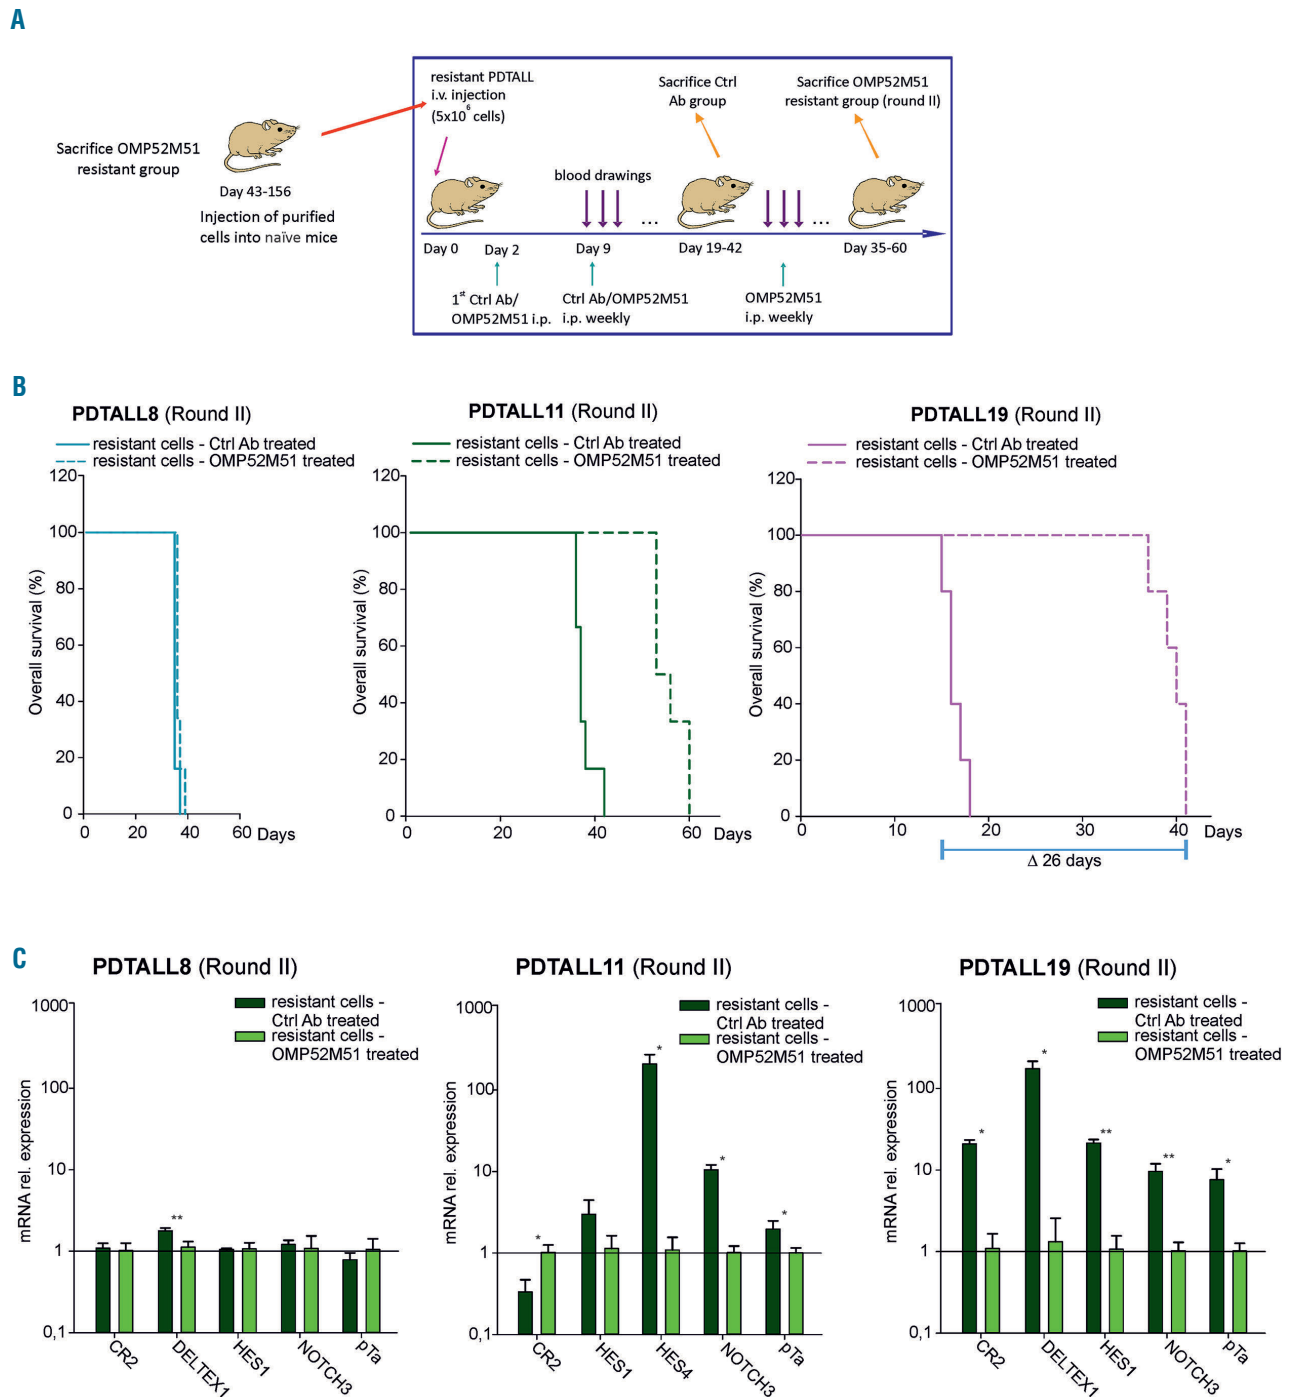 A
Sacrifice OMP52M51
resistant group
Day 43-156
Injection of purified
cells into naïve mice
resistant PDTALL
i.v. injection
(5x10⁶ cells)
Sacrifice Ctrl
Ab group
Sacrifice OMP52M51
resistant group (round II)
blood drawings
...
...
Day 0
Day 2
Day 9
Day 19-42
Day 35-60
1st Ctrl Ab/
OMP52M51 i.p.
Ctrl Ab/OMP52M51
i.p. weekly
OMP52M51
i.p. weekly
B
PDTALL8 (Round II)
resistant cells - Ctrl Ab treated
resistant cells - OMP52M51 treated
Overall survival (%)
120
100
80
60
40
20
0
0 20 40 60 Days
PDTALL11 (Round II)
resistant cells - Ctrl Ab treated
resistant cells - OMP52M51 treated
Overall survival (%)
120
100
80
60
40
20
0
0 20 40 60 Days
PDTALL19 (Round II)
resistant cells - Ctrl Ab treated
resistant cells - OMP52M51 treated
Overall survival (%)
120
100
80
60
40
20
0
0 10 20 30 40 Days
Δ 26 days
C
PDTALL8 (Round II)
resistant cells -
Ctrl Ab treated
resistant cells -
OMP52M51 treated
mRNA rel. expression
1000
100
10
1
0,1
**
CR2
DELTEX1
HES1
NOTCH3
pTa
PDTALL11 (Round II)
resistant cells -
Ctrl Ab treated
resistant cells -
OMP52M51 treated
mRNA rel. expression
1000
100
10
1
0,1
*
*
*
*
CR2
HES1
HES4
NOTCH3
pTa
PDTALL19 (Round II)
resistant cells -
Ctrl Ab treated
resistant cells -
OMP52M51 treated
mRNA rel. expression
1000
100
10
1
0,1
*
*
**
**
*
CR2
DELTEX1
HES1
NOTCH3
pTa